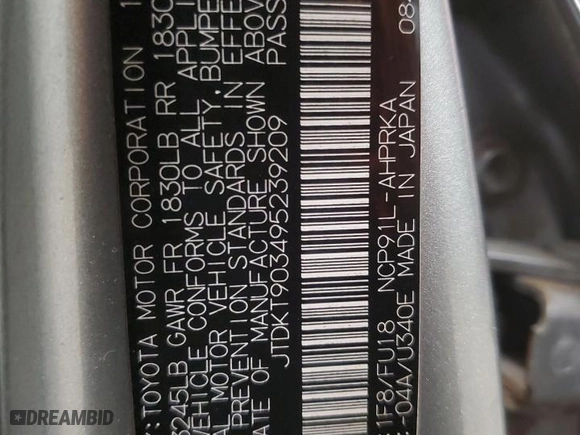 Y:TOYOTA MOTOR CORPORATION
3245LB GAWR FR 1830LB RR 1830
VEHICLE CONFORMS TO ALL APPLI
AL MOTOR VEHICLE SAFETY, BUMPE
PREVENTION STANDARDS IN EFFE
ATE OF MANUFACTURE SHOWN ABOV
JTDKT903495239209 PASS
1F8/FU18 NCP91L-AHPRKA
04A/U340E MADE IN JAPAN 08
DREAMBID